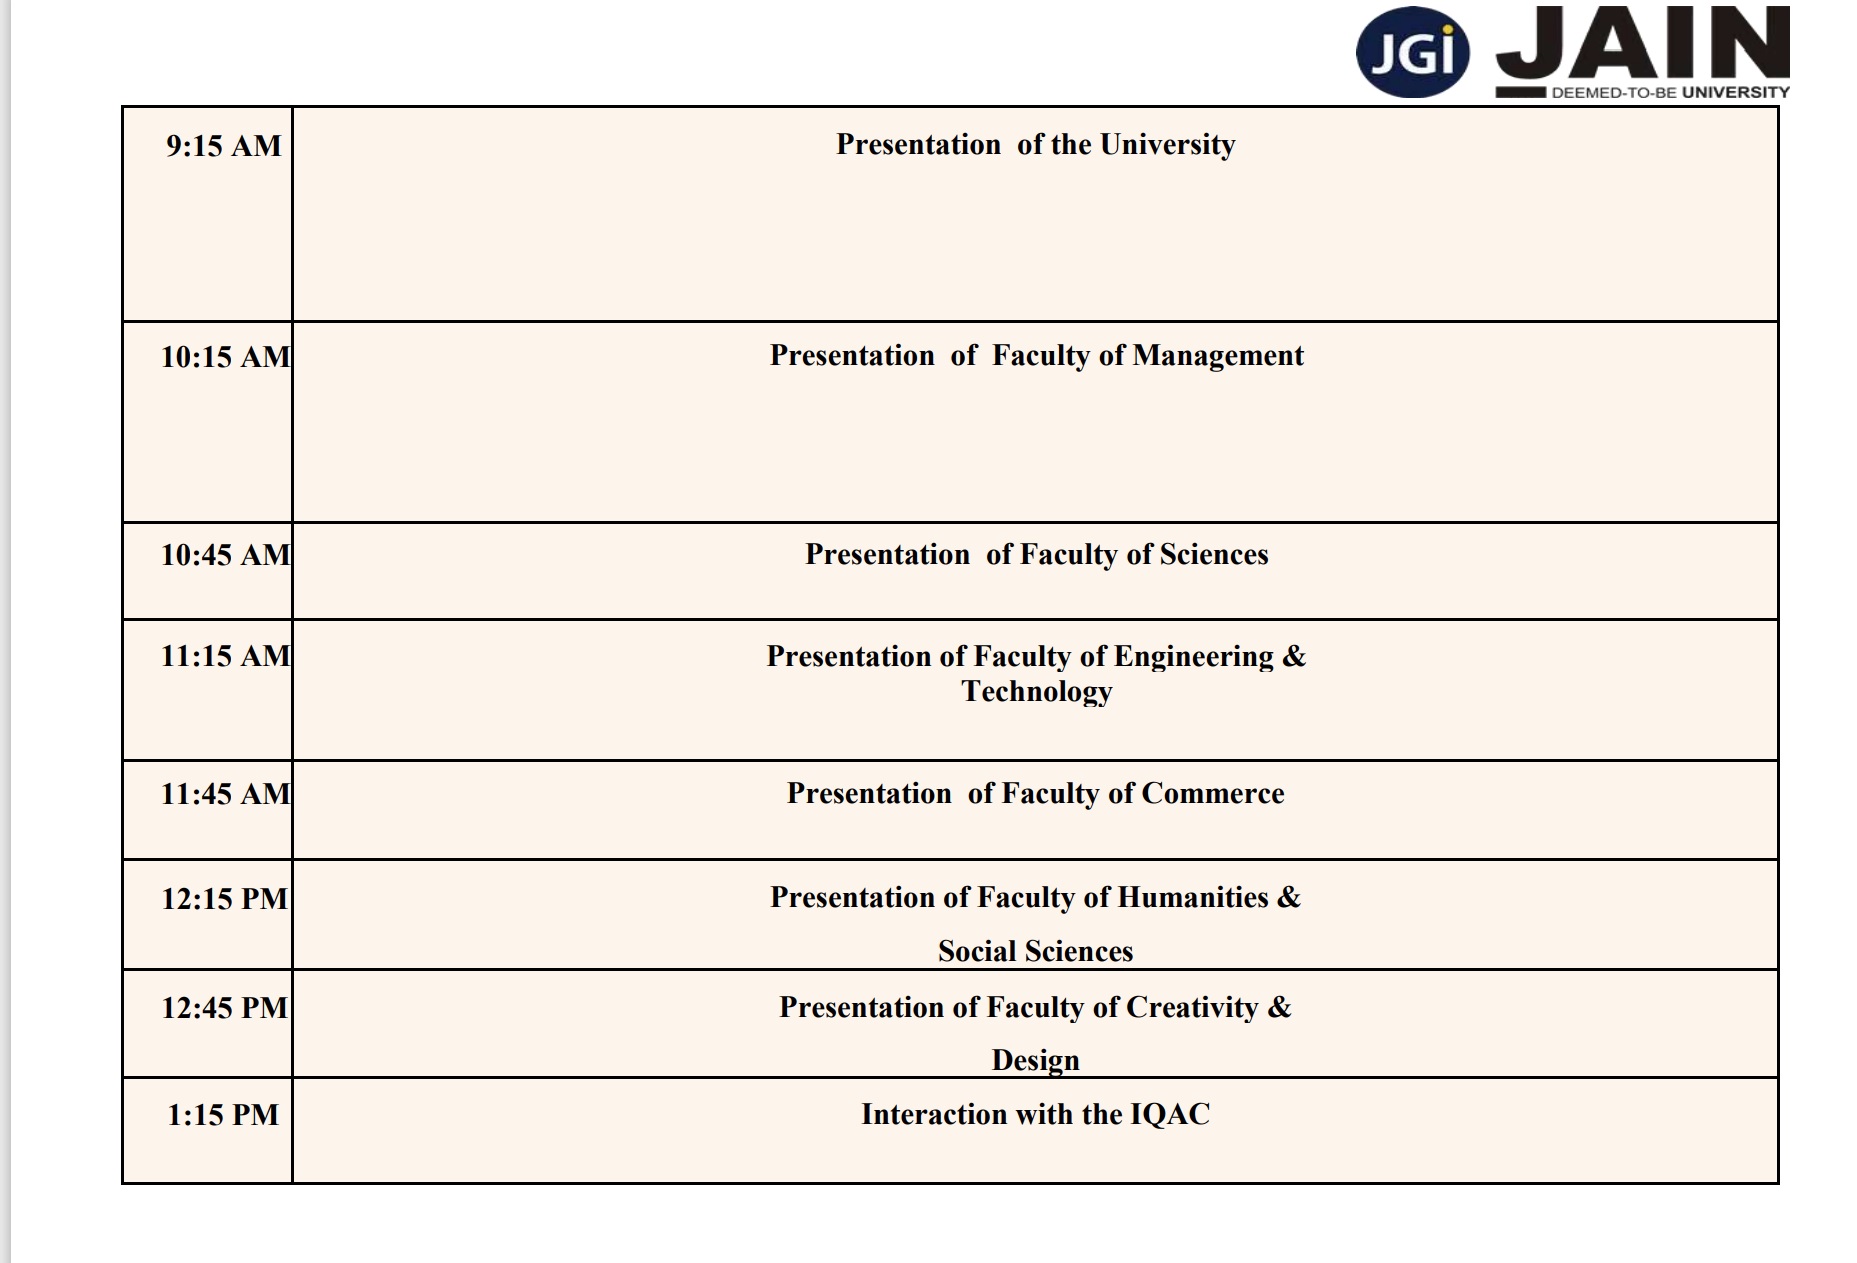 JGi JAIN
DEEMED-TO-BE UNIVERSITY
9:15 AM Presentation of the University
10:15 AM Presentation of Faculty of Management
10:45 AM Presentation of Faculty of Sciences
11:15 AM Presentation of Faculty of Engineering &
Technology
11:45 AM Presentation of Faculty of Commerce
12:15 PM Presentation of Faculty of Humanities &
Social Sciences
12:45 PM Presentation of Faculty of Creativity &
Design
1:15 PM Interaction with the IQAC